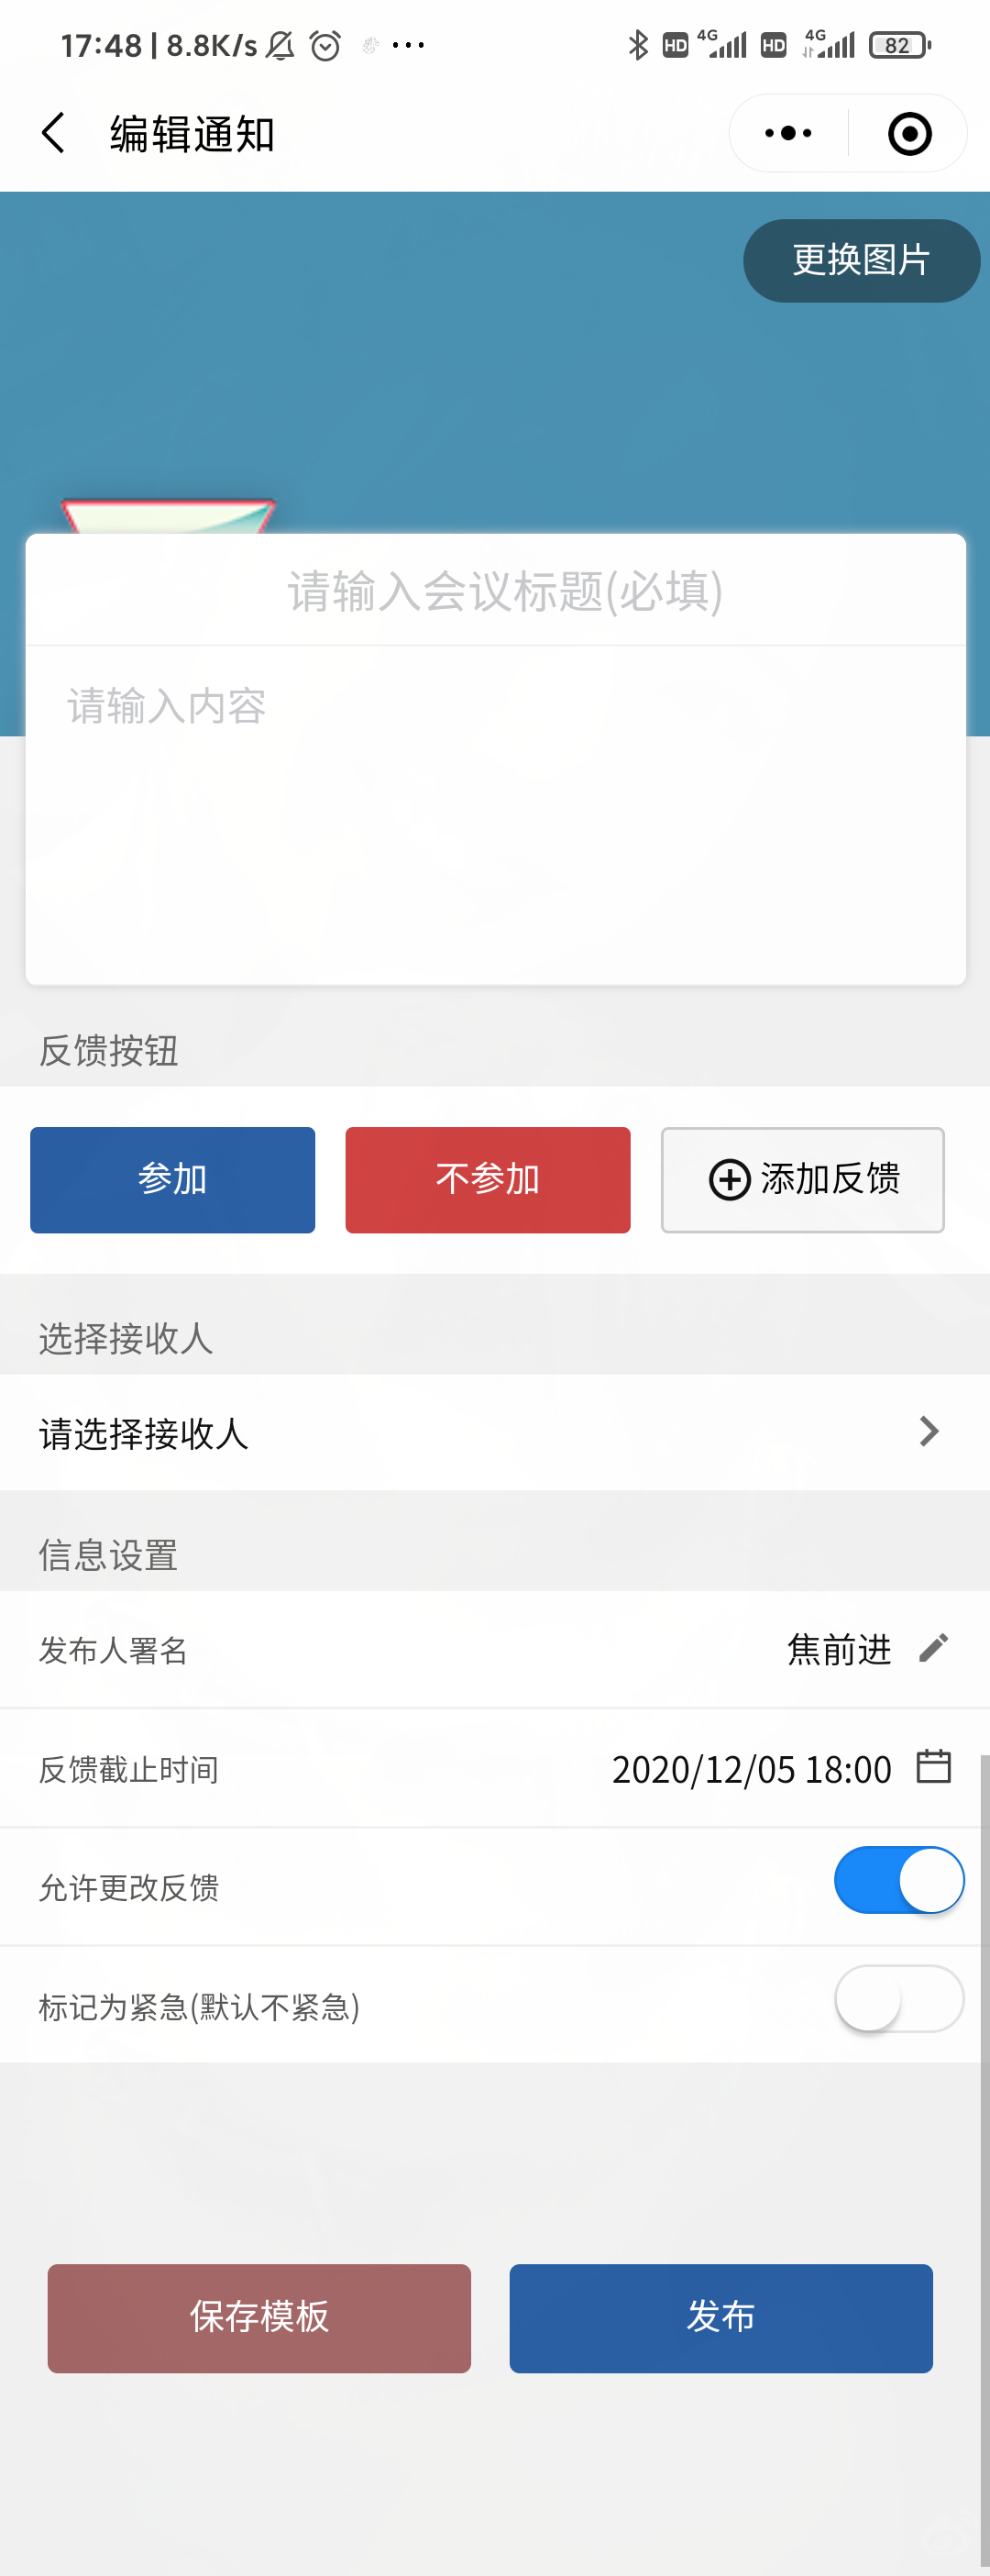 17:48 | 8.8K/s
HD 4G HD 4G 82
编辑通知
更换图片
请输入会议标题(必填)
请输入内容
反馈按钮
参加 不参加 添加反馈
选择接收人
请选择接收人
信息设置
发布人署名 焦前进
反馈截止时间 2020/12/05 18:00
允许更改反馈
标记为紧急(默认不紧急)
保存模板 发布